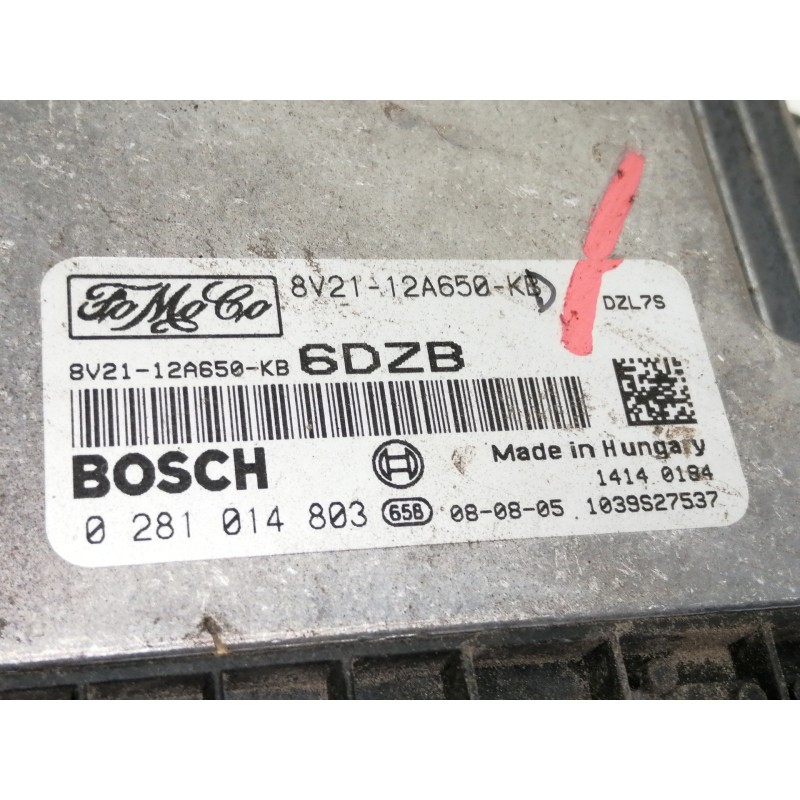 FoMoCo
8V21-12A650-KB
DZL7S
8V21-12A650-KB 6DZB
BOSCH
Made in Hungary
1414 0184
0 281 014 803 658 08-08-05 1039S27537